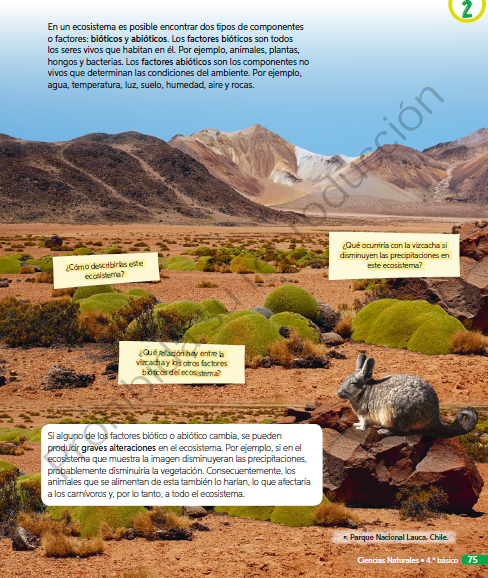 2
En un ecosistema es posible encontrar dos tipos de componentes
o factores: bióticos y abióticos. Los factores bióticos son todos
los seres vivos que habitan en él. Por ejemplo, animales, plantas,
hongos y bacterias. Los factores abióticos son los componentes no
vivos que determinan las condiciones del ambiente. Por ejemplo,
agua, temperatura, luz, suelo, humedad, aire y rocas.
¿Qué ocurriría con la vizcacha si
disminuyen las precipitaciones en
este ecosistema?
¿Cómo describirías este
ecosistema?
¿Qué relación hay entre la
vizcacha y los otros factores
bióticos del ecosistema?
Si alguno de los factores biótico o abiótico cambia, se pueden
producir graves alteraciones en el ecosistema. Por ejemplo, si en el
ecosistema que muestra la imagen disminuyeran las precipitaciones,
probablemente disminuiría la vegetación. Consecuentemente, los
animales que se alimentan de esta también lo harían, lo que afectaría
a los carnívoros y, por lo tanto, a todo el ecosistema.
Parque Nacional Lauca, Chile.
Ciencias Naturales • 4.° básico 75